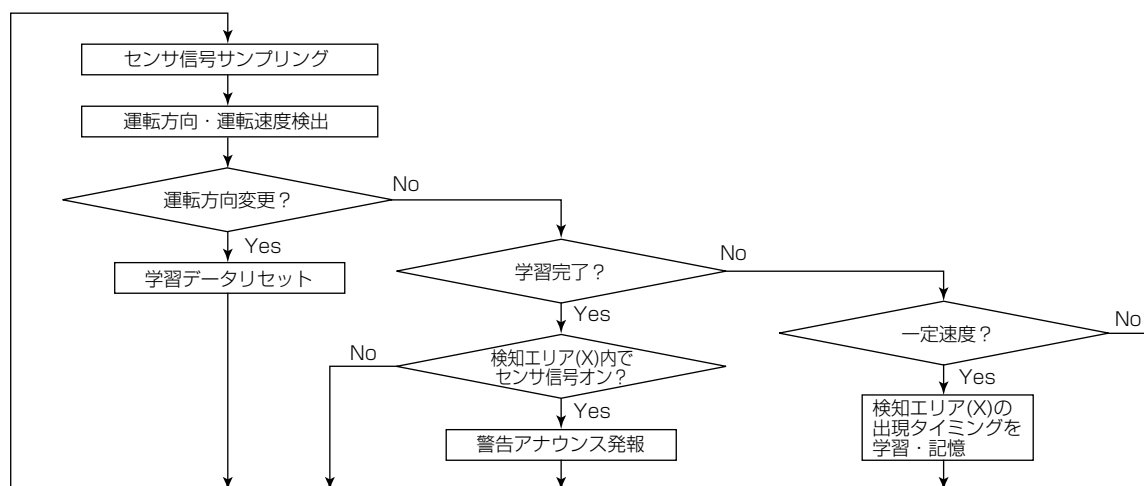 センサ信号サンプリング
運転方向・運転速度検出
運転方向変更？
No
Yes
学習データリセット
学習完了？
No
Yes
一定速度？
No
検知エリア(X)内で
センサ信号オン？
No
Yes
Yes
検知エリア(X)の
出現タイミングを
学習・記憶
警告アナウンス発報